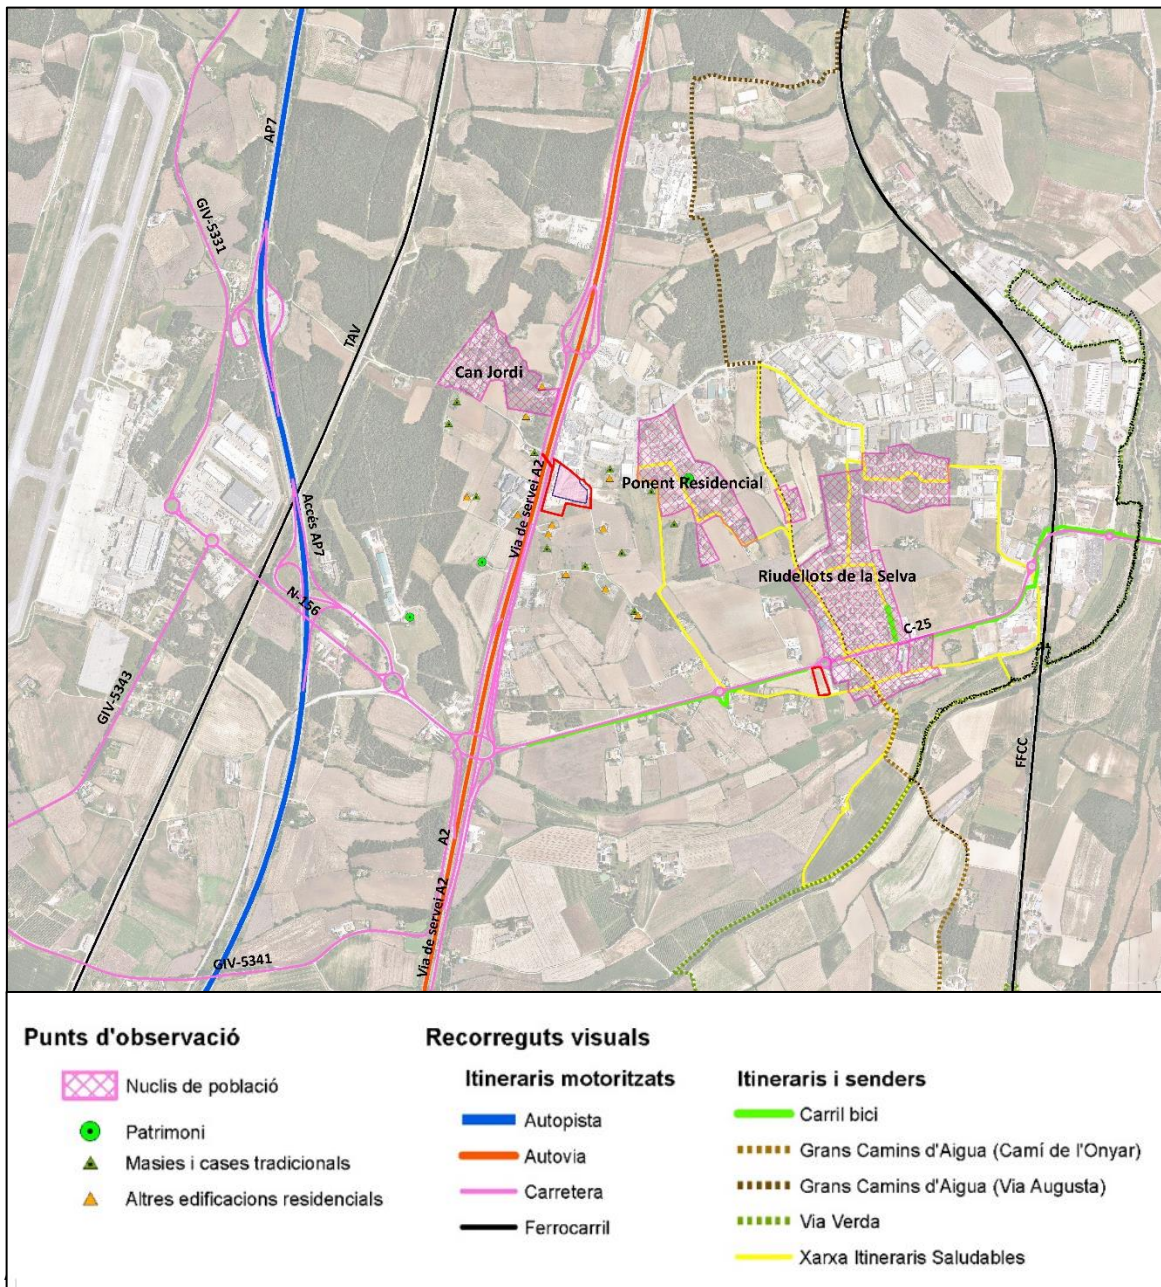 AP7
GIV-5331
TAV
Can Jordi
Via de servei A2
Ponent Residencial
Accés AP7
Riudellots de la Selva
N-156
C-25
GIV-5343
FFCC
A2
Via de servei A2
GIV-5341
Punts d'observació
Nuclis de població
Patrimoni
Masies i cases tradicionals
Altres edificacions residencials
Recorreguts visuals
Itineraris motoritzats
Autopista
Autovia
Carretera
Ferrocarril
Itineraris i senders
Carril bici
Grans Camins d'Aigua (Camí de l'Onyar)
Grans Camins d'Aigua (Via Augusta)
Via Verda
Xarxa Itineraris Saludables